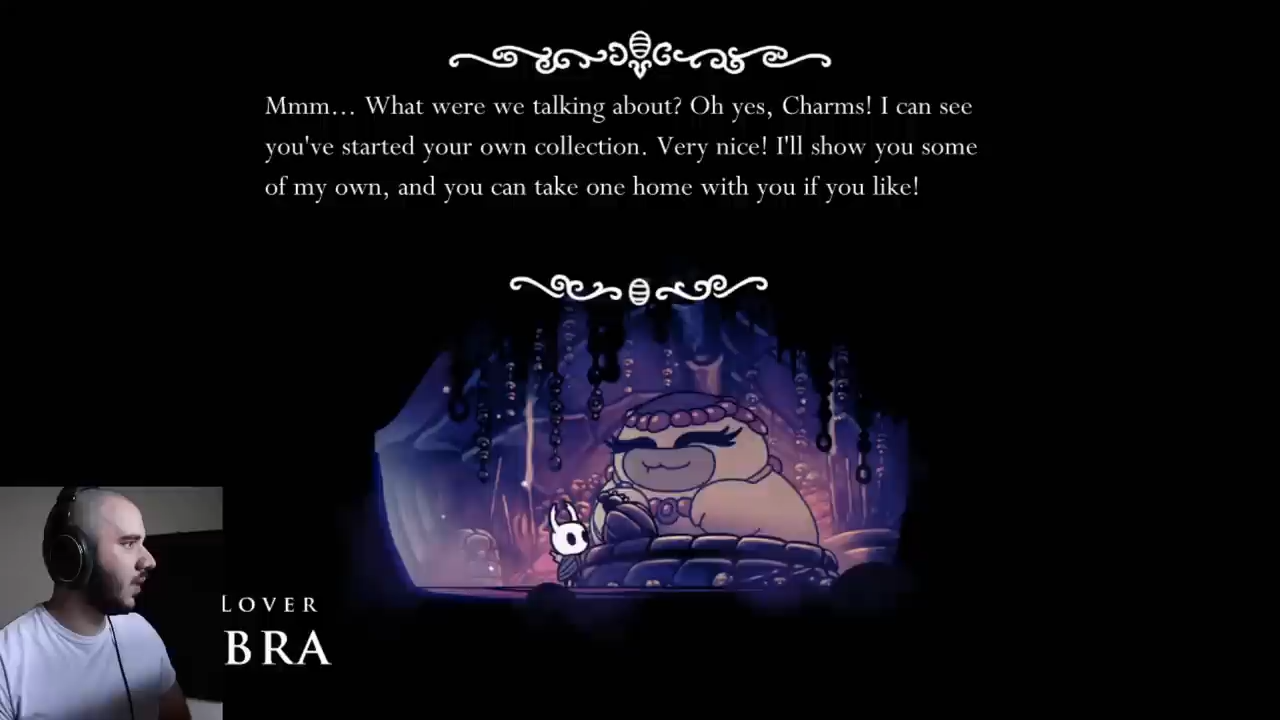 Mmm... What were we talking about? Oh yes, Charms! I can see
you've started your own collection. Very nice! I'll show you some
of my own, and you can take one home with you if you like!
LOVER
BRA